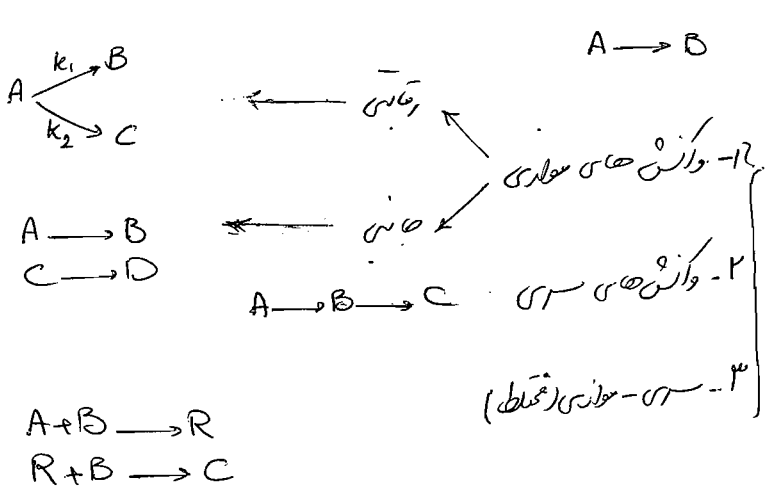 A → B
۱- واکنش های موازی
رقابتی ←
A k₁ → B
k₂ → C
جانبی ←
A → B
C → D
۲- واکنش های سری
A → B → C
۳- سری - موازی (مختلط)
A + B → R
R + B → C